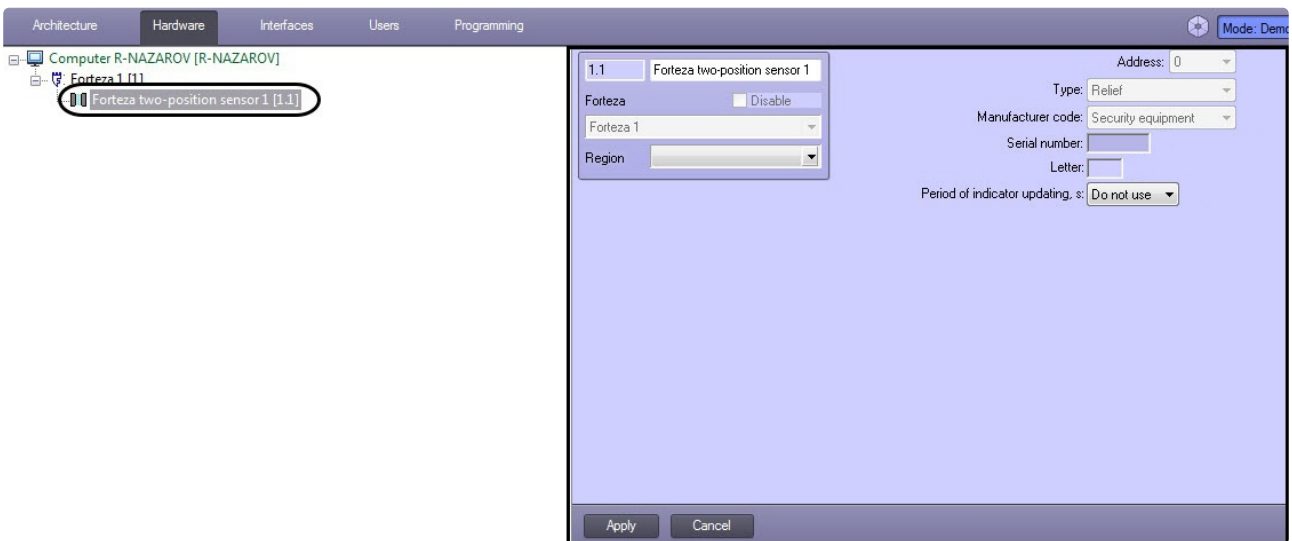 Architecture Hardware Interfaces Users Programming Mode: Demo
Computer R-NAZAROV [R-NAZAROV]
Forteza 1 [1]
Forteza two-position sensor 1 [1.1]
1.1 Forteza two-position sensor 1
Forteza Disable
Forteza 1
Region
Address: 0
Type: Relief
Manufacturer code: Security equipment
Serial number:
Letter:
Period of indicator updating, s: Do not use
Apply Cancel